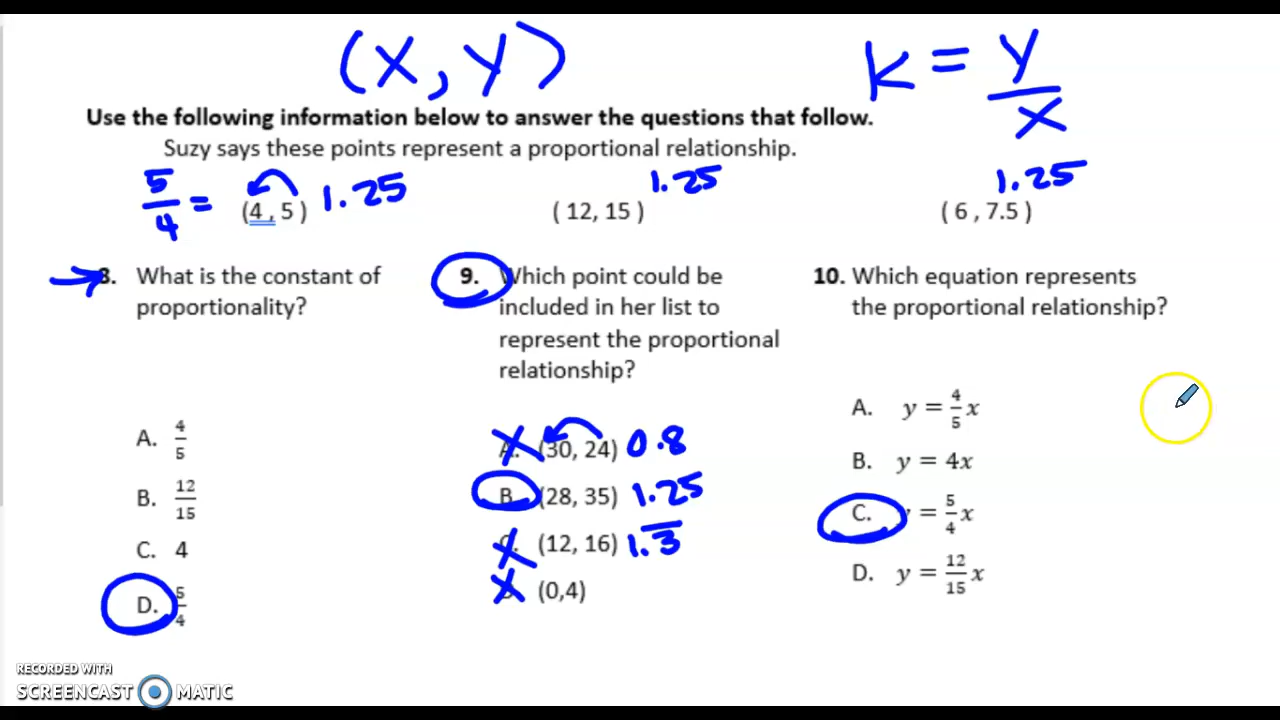 (x, y)
k = y/x
Use the following information below to answer the questions that follow.
Suzy says these points represent a proportional relationship.
5/4 = (4 , 5 ) 1.25
1.25
( 12, 15 )
1.25
( 6 , 7.5 )
8. What is the constant of
proportionality?
A. 4/5
B. 12/15
C. 4
D. 5/4
9. Which point could be
included in her list to
represent the proportional
relationship?
A. (30, 24) 0.8
B. (28, 35) 1.25
C. (12, 16) 1.3̅
D. (0,4)
10. Which equation represents
the proportional relationship?
A. y = 4/5 x
B. y = 4x
C. y = 5/4 x
D. y = 12/15 x
RECORDED WITH
SCREENCAST MATIC